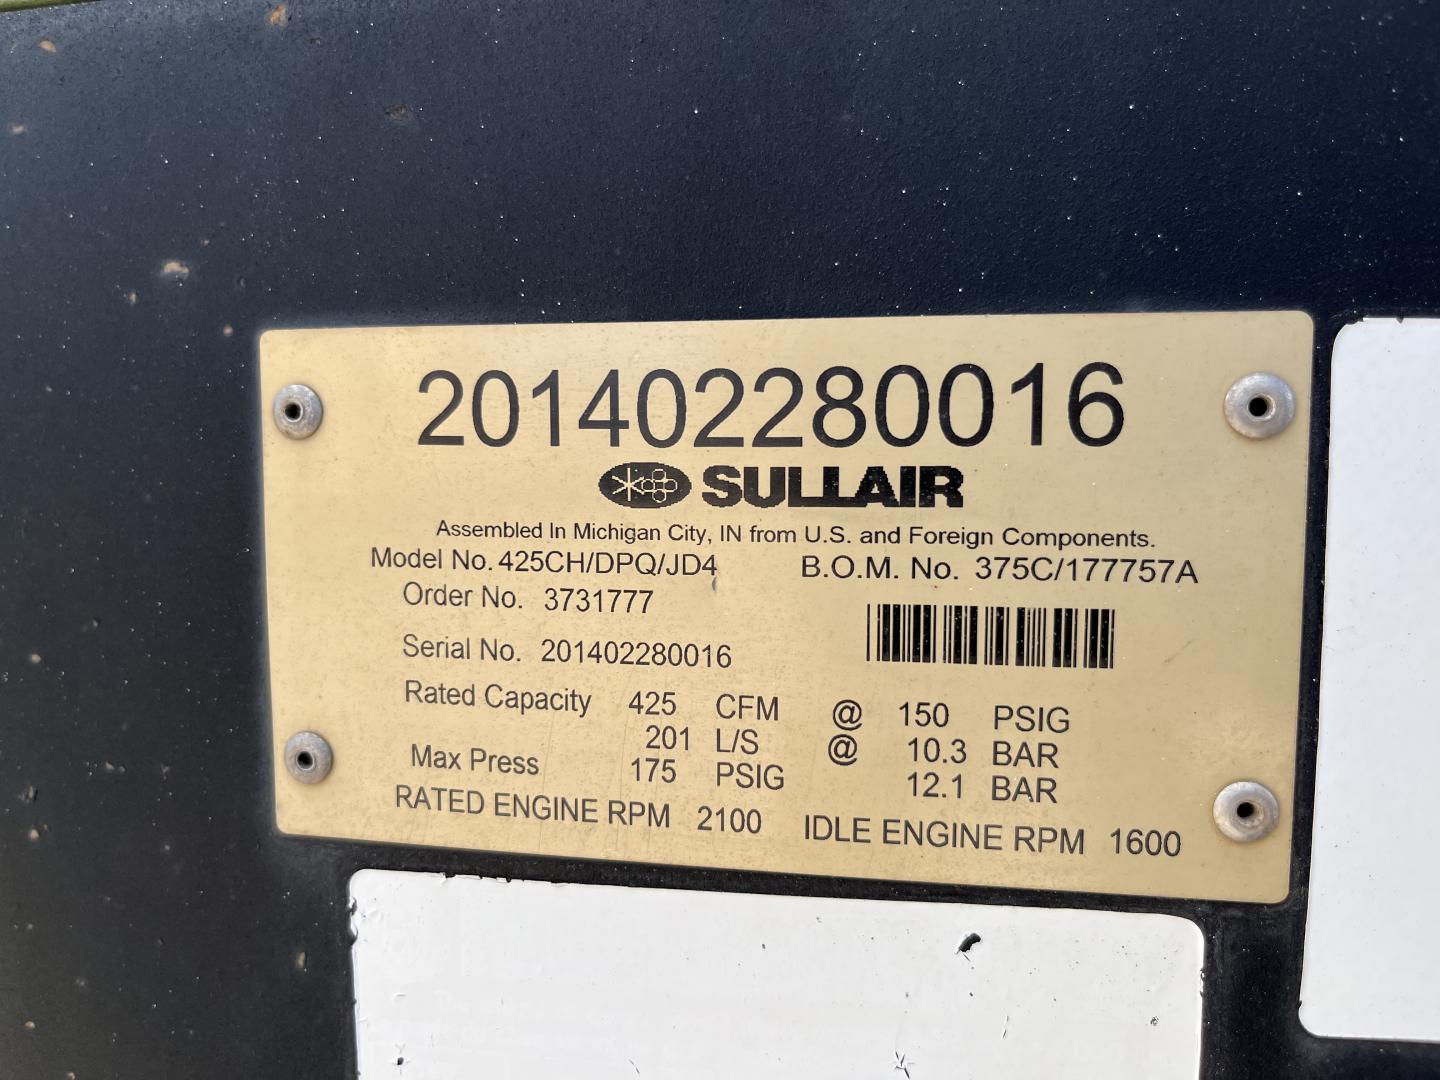 201402280016
SULLAIR
Assembled In Michigan City, IN from U.S. and Foreign Components.
Model No. 425CH/DPQ/JD4 B.O.M. No. 375C/177757A
Order No. 3731777
Serial No. 201402280016
Rated Capacity 425 CFM @ 150 PSIG
201 L/S @ 10.3 BAR
Max Press 175 PSIG 12.1 BAR
RATED ENGINE RPM 2100 IDLE ENGINE RPM 1600